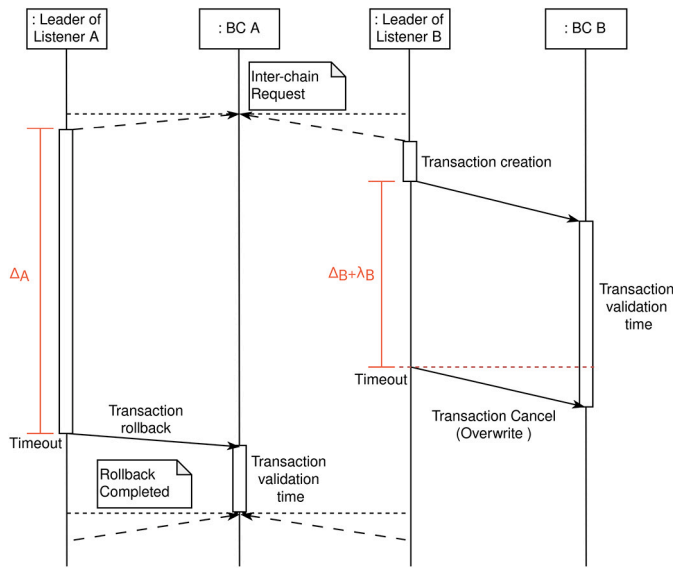 : Leader of
Listener A
: BC A
: Leader of
Listener B
: BC B
Inter-chain
Request
Transaction creation
ΔA
ΔB+λB
Transaction
validation
time
Timeout
Transaction
rollback
Transaction Cancel
(Overwrite )
Timeout
Rollback
Completed
Transaction
validation
time